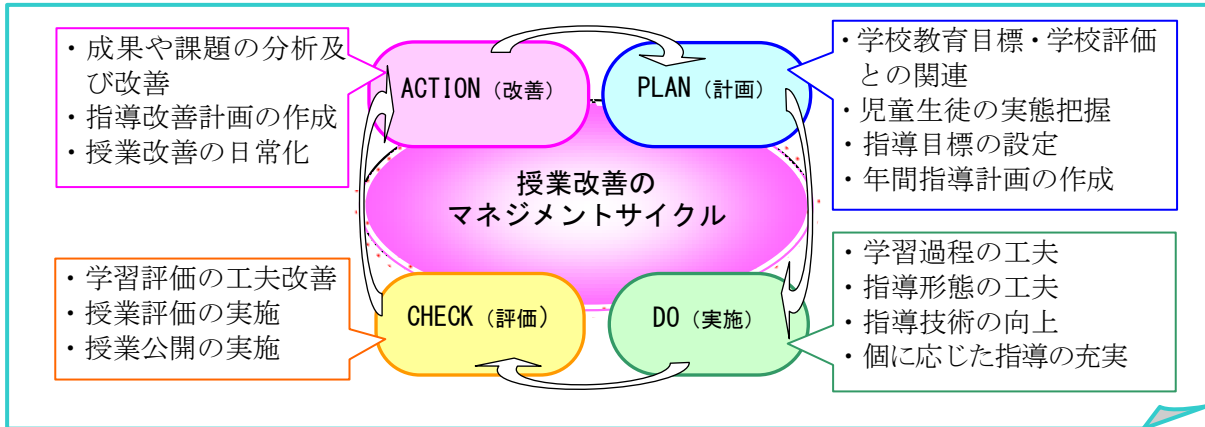 ・成果や課題の分析及
び改善
・指導改善計画の作成
・授業改善の日常化
ACTION（改善）
PLAN（計画）
・学校教育目標・学校評価
との関連
・児童生徒の実態把握
・指導目標の設定
・年間指導計画の作成
授業改善の
マネジメントサイクル
・学習評価の工夫改善
・授業評価の実施
・授業公開の実施
CHECK（評価）
DO（実施）
・学習過程の工夫
・指導形態の工夫
・指導技術の向上
・個に応じた指導の充実